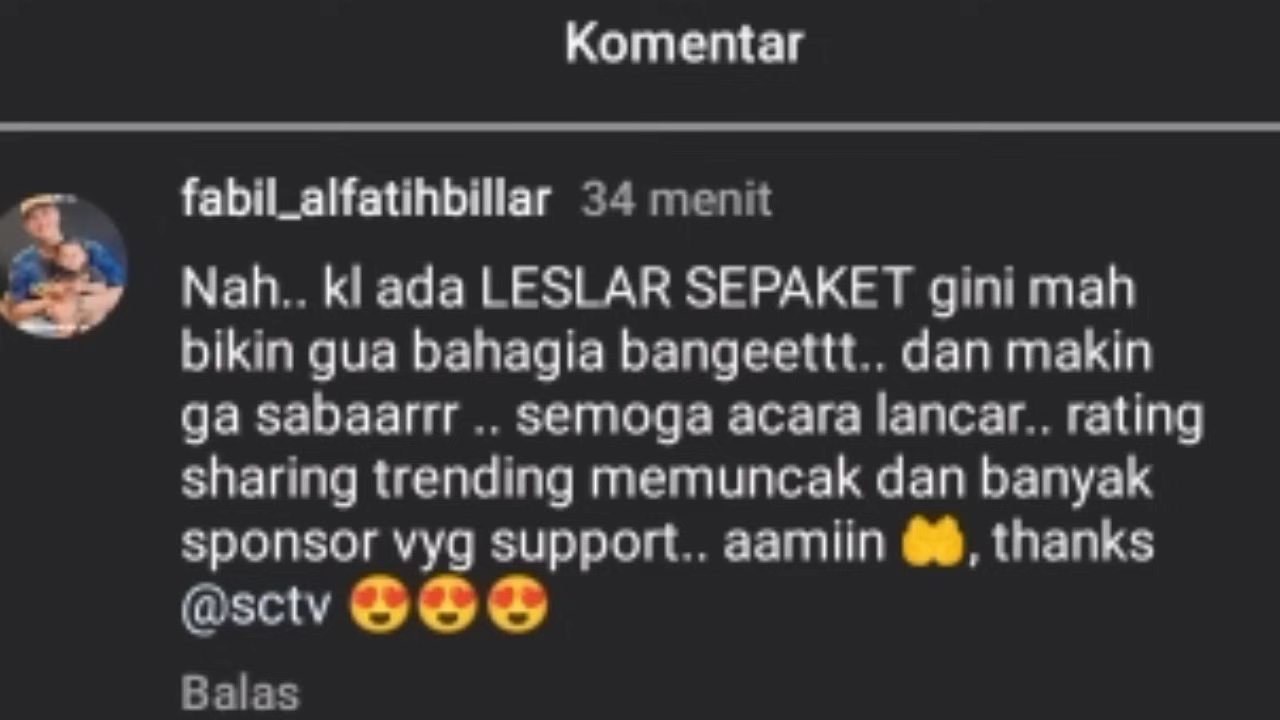 Komentar
fabil_alfatihbillar 34 menit
Nah.. kl ada LESLAR SEPAKET gini mah
bikin gua bahagia bangeettt.. dan makin
ga sabaarrr .. semoga acara lancar.. rating
sharing trending memuncak dan banyak
sponsor vyg support.. aamiin 🤲, thanks
@sctv 😍😍😍
Balas